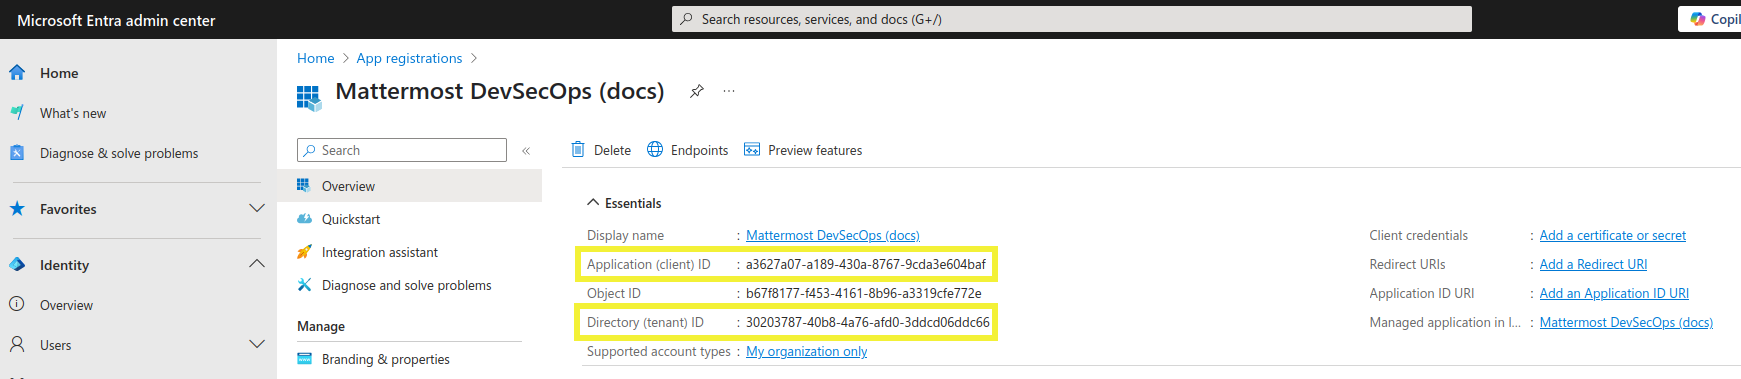 Microsoft Entra admin center
Search resources, services, and docs (G+/)
Copil
Home
What's new
Diagnose & solve problems
Favorites
Identity
Overview
Users
Home > App registrations >
Mattermost DevSecOps (docs)
Search
Overview
Quickstart
Integration assistant
Diagnose and solve problems
Manage
Branding & properties
Delete Endpoints Preview features
Essentials
Display name : Mattermost DevSecOps (docs)
Application (client) ID : a3627a07-a189-430a-8767-9cda3e604baf
Object ID : b67f8177-f453-4161-8b96-a3319cfe772e
Directory (tenant) ID : 30203787-40b8-4a76-afd0-3ddcd06ddc66
Supported account types : My organization only
Client credentials : Add a certificate or secret
Redirect URIs : Add a Redirect URI
Application ID URI : Add an Application ID URI
Managed application in l... : Mattermost DevSecOps (docs)